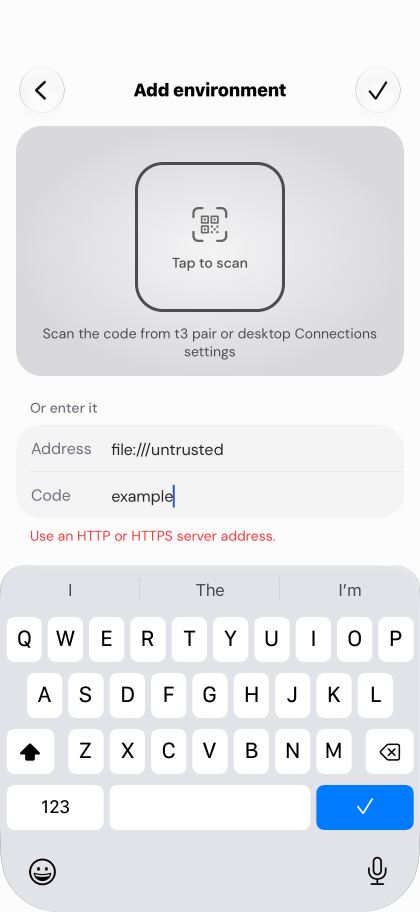 Add environment
Tap to scan
Scan the code from t3 pair or desktop Connections
settings
Or enter it
Address file:///untrusted
Code example
Use an HTTP or HTTPS server address.
I The I'm
Q W E R T Y U I O P
A S D F G H J K L
Z X C V B N M
123